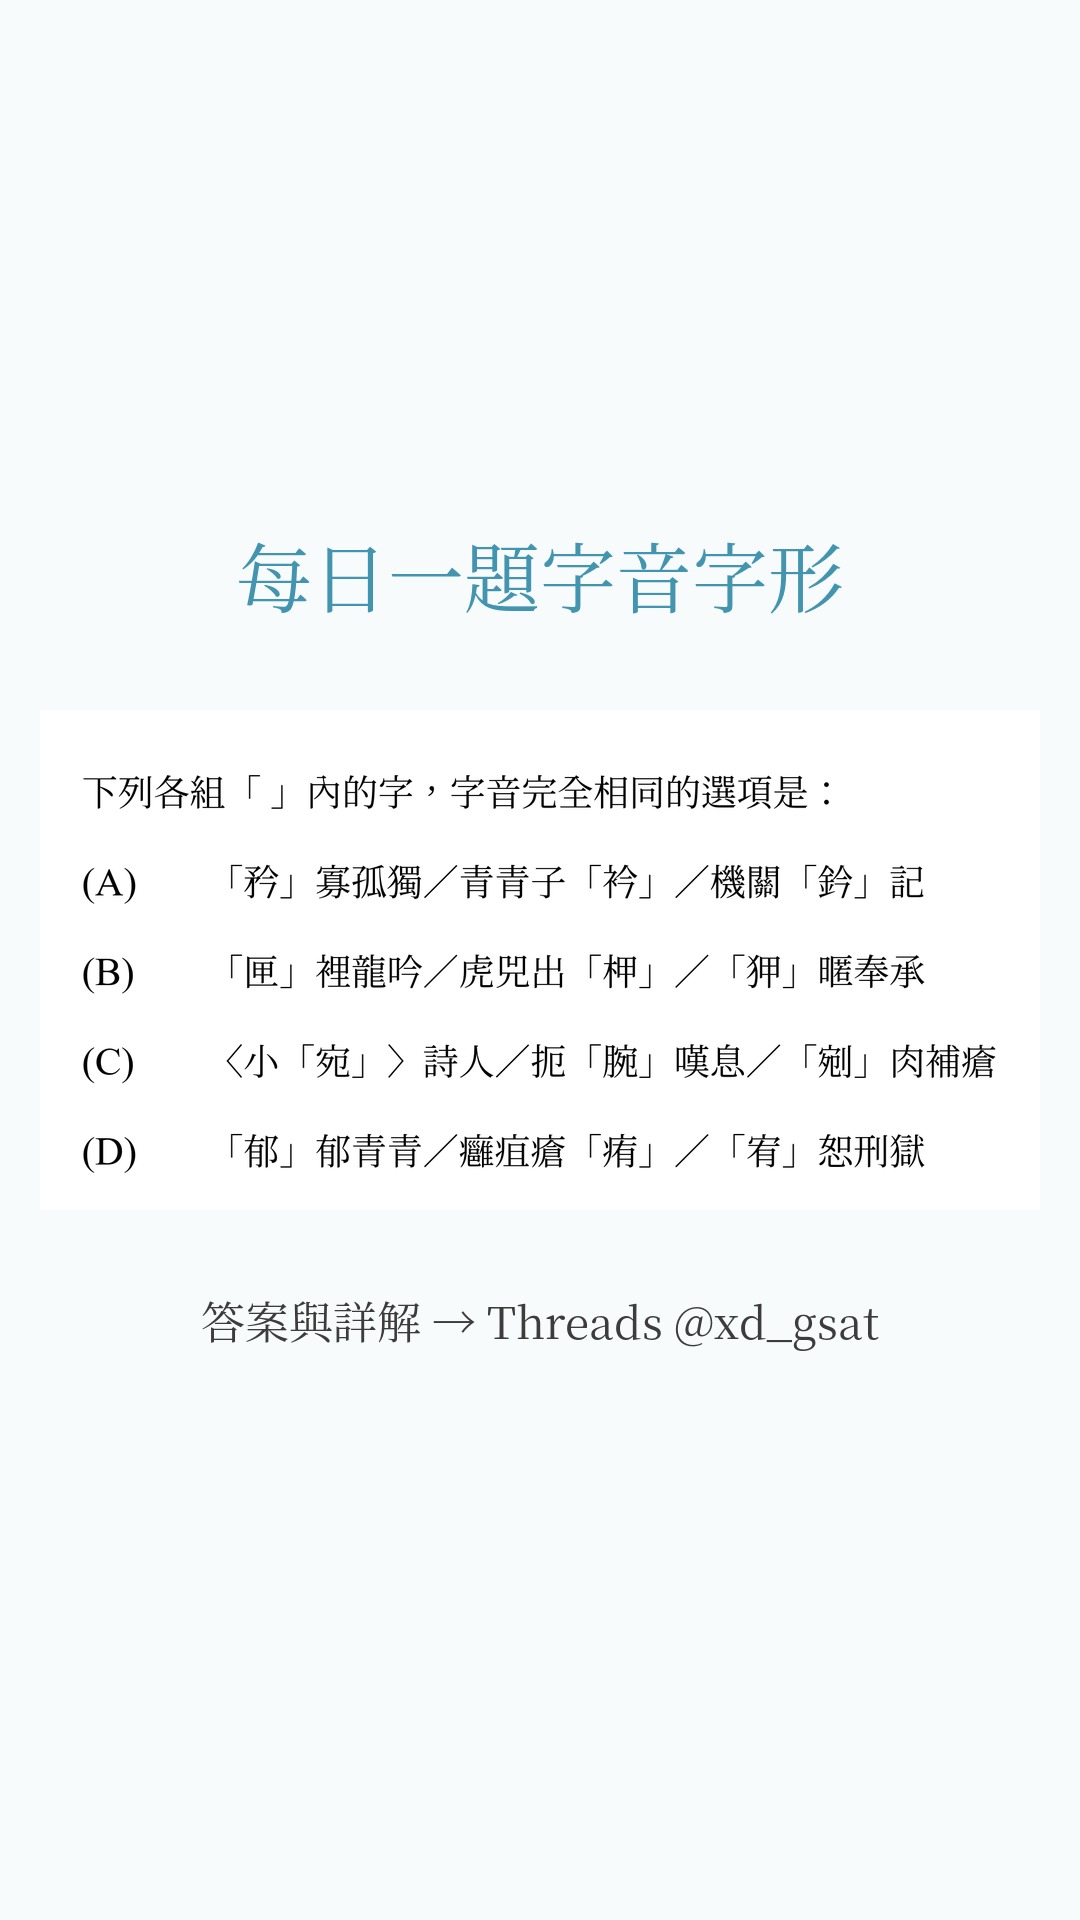 每日一題字音字形
下列各組「 」內的字，字音完全相同的選項是：
(A) 「矜」寡孤獨／青青子「衿」／機關「鈐」記
(B) 「匣」裡龍吟／虎兕出「柙」／「狎」暱奉承
(C) 〈小「宛」〉詩人／扼「腕」嘆息／「剜」肉補瘡
(D) 「郁」郁青青／癰疽瘡「痏」／「宥」恕刑獄
答案與詳解 → Threads @xd_gsat